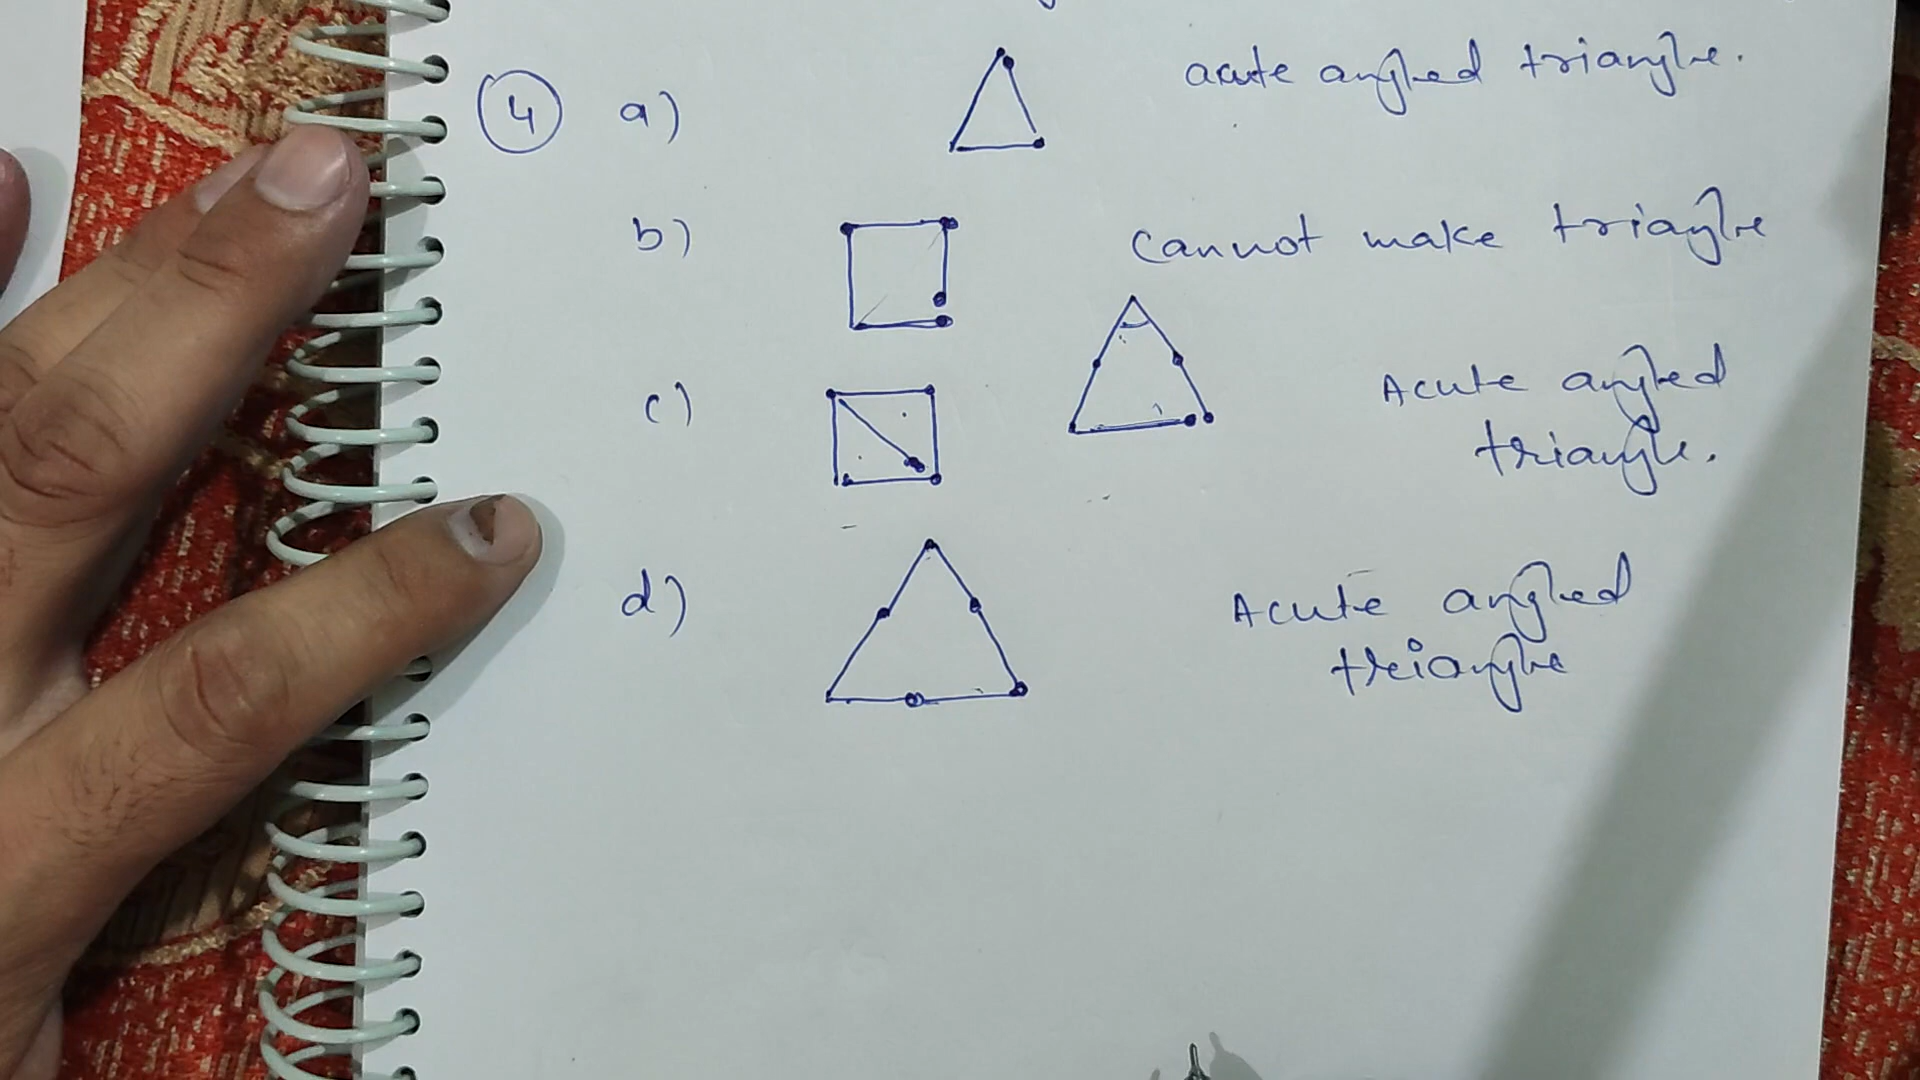 4 a) acute angled triangle.
b) cannot make triangle
c) Acute angled
triangle.
d) Acute angled
triangle